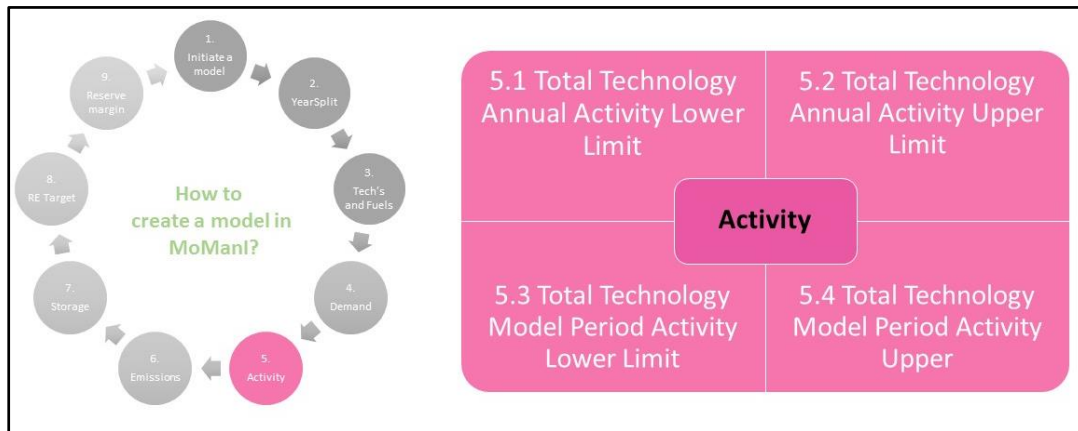 1.
Initiate a
model
2.
YearSplit
3.
Tech's
and Fuels
4.
Demand
5.
Activity
6.
Emissions
7.
Storage
8.
RE Target
9.
Reserve
margin
How to
create a model in
MoManI?
5.1 Total Technology
Annual Activity Lower
Limit
5.2 Total Technology
Annual Activity Upper
Limit
Activity
5.3 Total Technology
Model Period Activity
Lower Limit
5.4 Total Technology
Model Period Activity
Upper